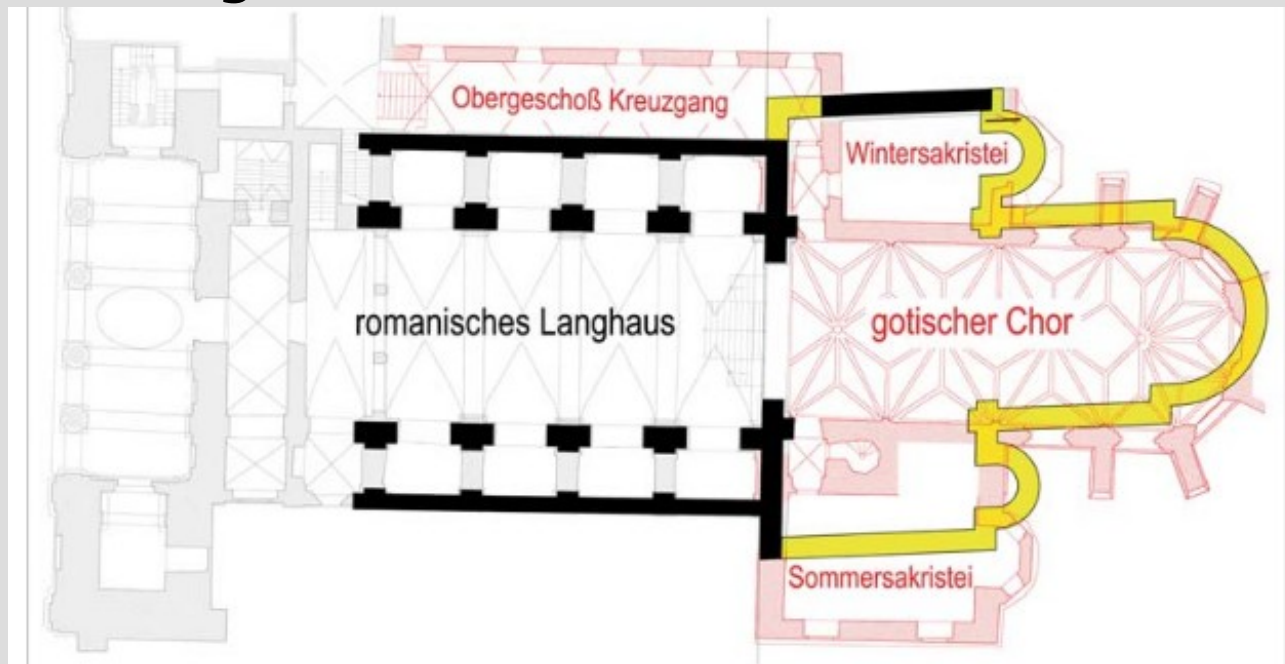 Obergeschoß Kreuzgang
Wintersakristei
romanisches Langhaus
gotischer Chor
Sommersakristei